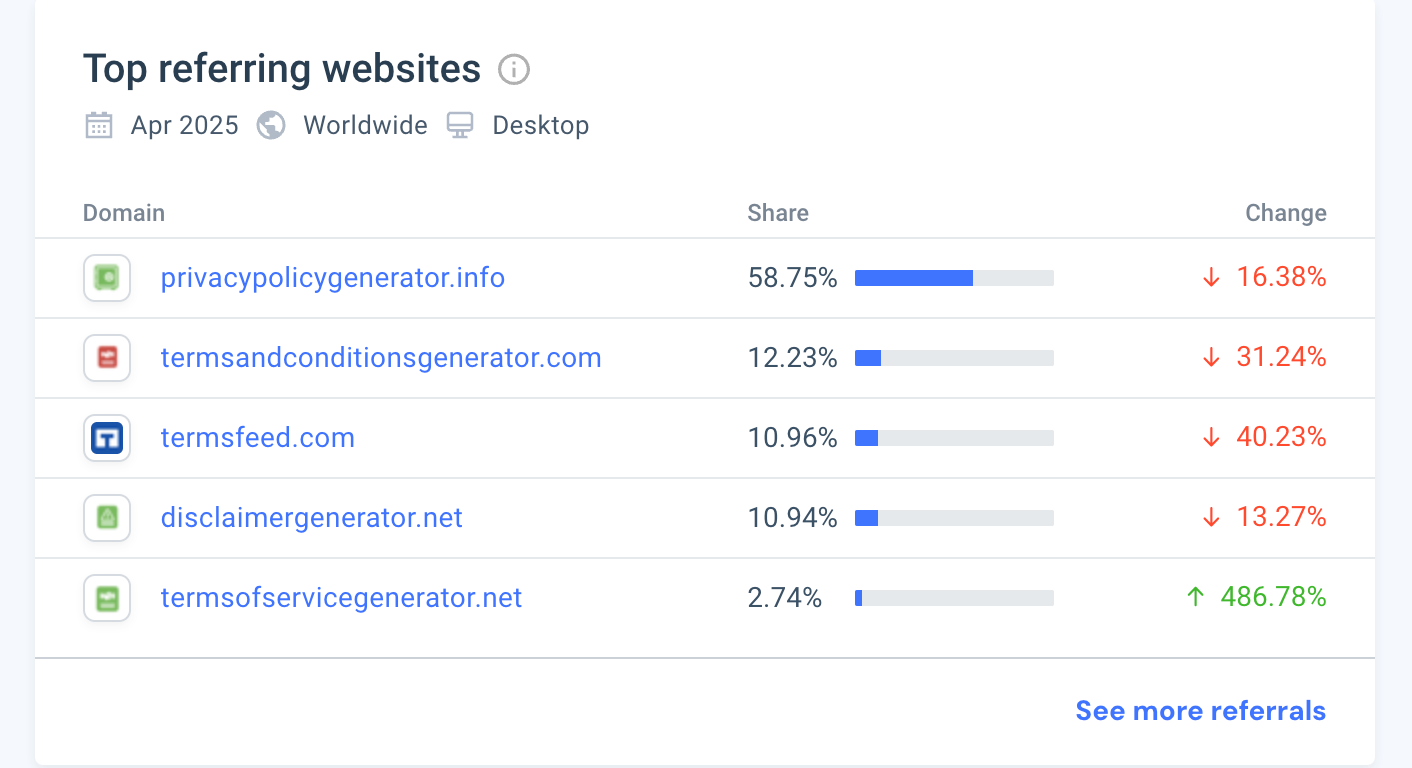 Top referring websites
Apr 2025 Worldwide Desktop
Domain Share Change
privacypolicygenerator.info 58.75% ↓ 16.38%
termsandconditionsgenerator.com 12.23% ↓ 31.24%
termsfeed.com 10.96% ↓ 40.23%
disclaimergenerator.net 10.94% ↓ 13.27%
termsofservicegenerator.net 2.74% ↑ 486.78%
See more referrals